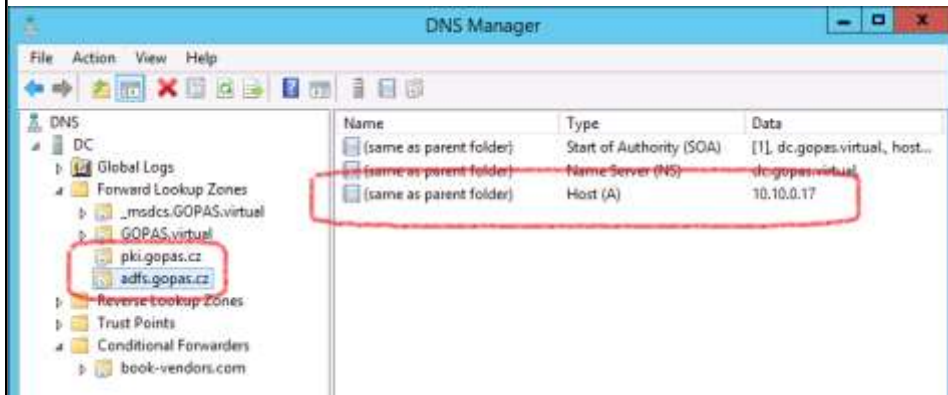 DNS Manager
File Action View Help
DNS
DC
Global Logs
Forward Lookup Zones
_msdcs.GOPAS.virtual
GOPAS.virtual
pki.gopas.cz
adfs.gopas.cz
Reverse Lookup Zones
Trust Points
Conditional Forwarders
book-vendors.com
Name Type Data
(same as parent folder) Start of Authority (SOA) [1], dc.gopas.virtual., host...
(same as parent folder) Name Server (NS) dc.gopas.virtual
(same as parent folder) Host (A) 10.10.0.17